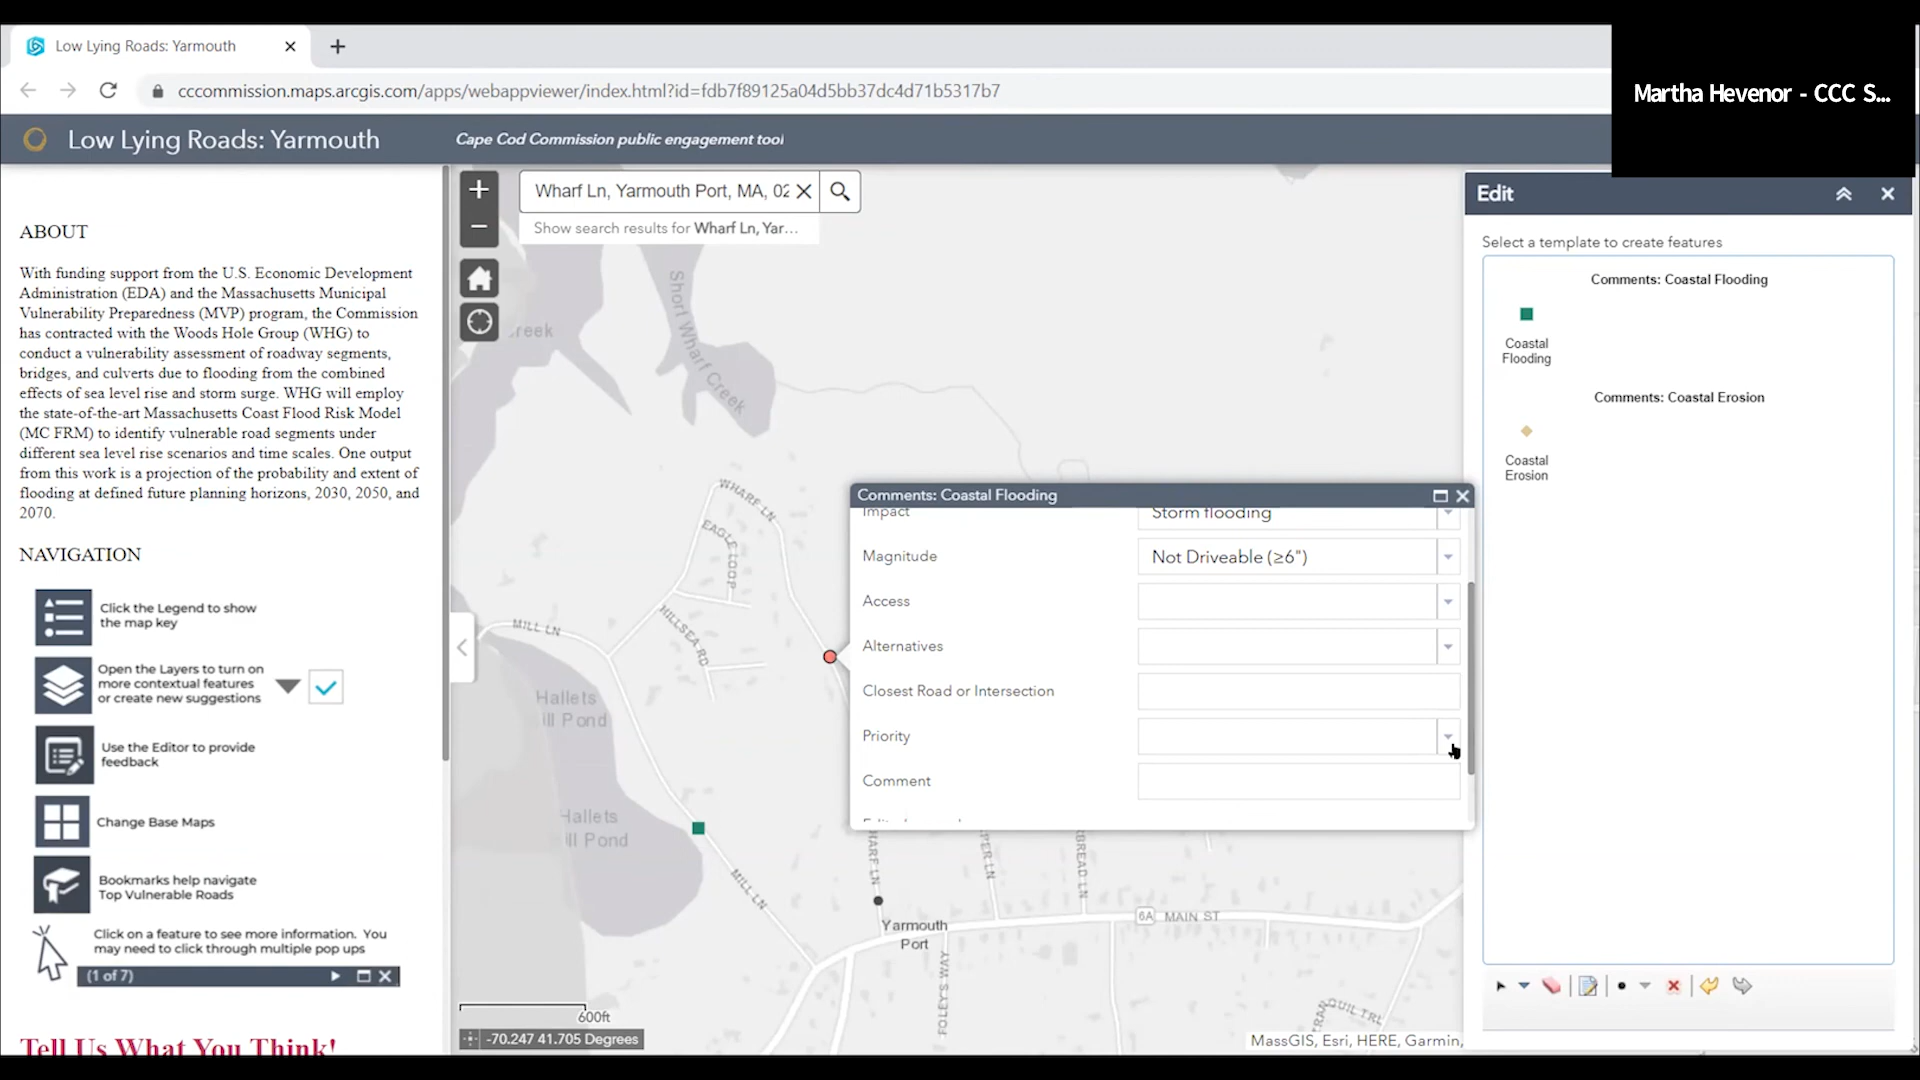 Low Lying Roads: Yarmouth
cccommission.maps.arcgis.com/apps/webappviewer/index.html?id=fdb7f89125a04d5bb37dc4d71b5317b7
Martha Hevenor - CCC S...
Low Lying Roads: Yarmouth
Cape Cod Commission public engagement tool
ABOUT
With funding support from the U.S. Economic Development
Administration (EDA) and the Massachusetts Municipal
Vulnerability Preparedness (MVP) program, the Commission
has contracted with the Woods Hole Group (WHG) to
conduct a vulnerability assessment of roadway segments,
bridges, and culverts due to flooding from the combined
effects of sea level rise and storm surge. WHG will employ
the state-of-the-art Massachusetts Coast Flood Risk Model
(MC FRM) to identify vulnerable road segments under
different sea level rise scenarios and time scales. One output
from this work is a projection of the probability and extent of
flooding at defined future planning horizons, 2030, 2050, and
2070.
NAVIGATION
Click the Legend to show
the map key
Open the Layers to turn on
more contextual features
or create new suggestions
Use the Editor to provide
feedback
Change Base Maps
Bookmarks help navigate
Top Vulnerable Roads
Click on a feature to see more information. You
may need to click through multiple pop ups
(1 of 7)
Tell Us What You Think!
+
−
Wharf Ln, Yarmouth Port, MA, 02
Show search results for Wharf Ln, Yar...
Creek
Short Wharf Creek
WHARF LN
EAGLE LOOP
HILLSEA RD
MILL LN
Hallets
ill Pond
Hallets
ill Pond
MILL LN
WHARF LN
BREAD LN
6A MAIN ST
Yarmouth
Port
FOLEY'S WAY
QUIL TRL
600ft
-70.247 41.705 Degrees
MassGIS, Esri, HERE, Garmin,
Comments: Coastal Flooding
Impact
Storm flooding
Magnitude
Not Driveable (≥6")
Access
Alternatives
Closest Road or Intersection
Priority
Comment
Edit
Select a template to create features
Comments: Coastal Flooding
Coastal
Flooding
Comments: Coastal Erosion
Coastal
Erosion